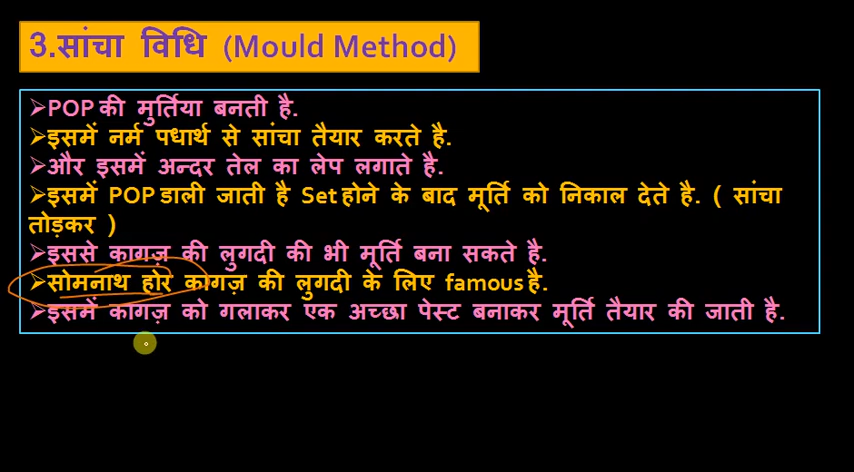 3.सांचा विधि (Mould Method)
➢POP की मुर्तिया बनती है.
➢इसमें नर्म पधार्थ से सांचा तैयार करते है.
➢और इसमें अन्दर तेल का लेप लगाते है.
➢इसमें POP डाली जाती है Set होने के बाद मूर्ति को निकाल देते है. ( सांचा
तोड़कर )
➢इससे कागज़ की लुगदी की भी मूर्ति बना सकते है.
➢सोमनाथ होर कागज़ की लुगदी के लिए famous है.
➢इसमें कागज़ को गलाकर एक अच्छा पेस्ट बनाकर मूर्ति तैयार की जाती है.